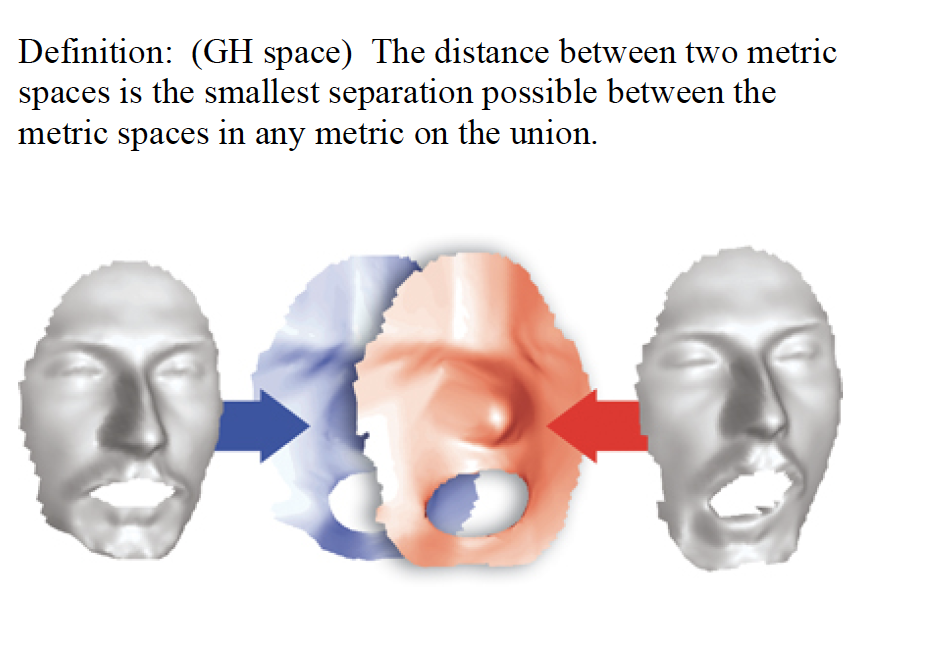 Definition:  (GH space)  The distance between two metric
spaces is the smallest separation possible between the
metric spaces in any metric on the union.